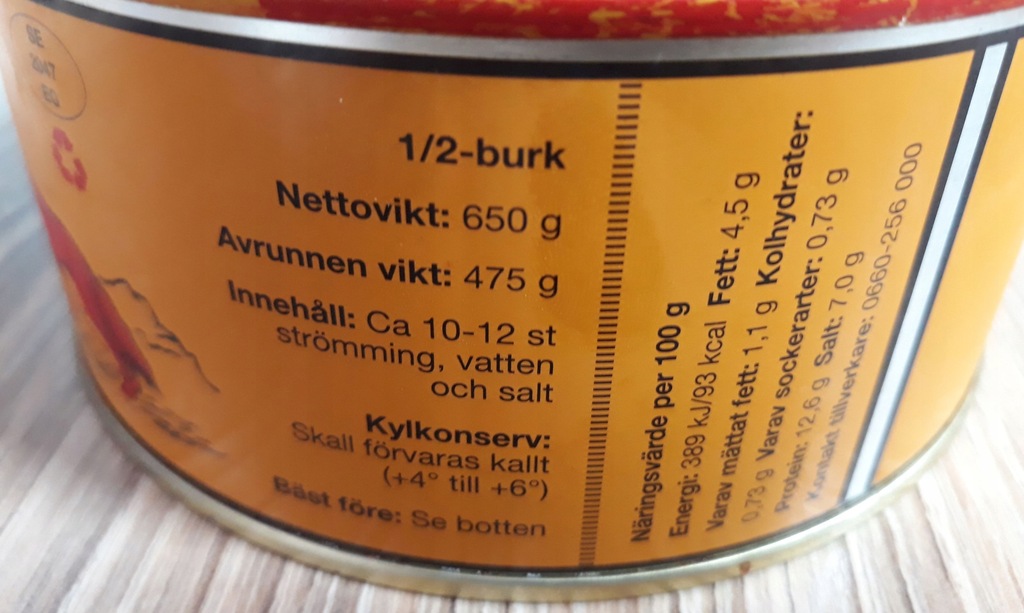 SE
2047
EG
1/2-burk
Nettovikt: 650 g
Avrunnen vikt: 475 g
Innehåll: Ca 10-12 st
strömming, vatten
och salt
Kylkonserv:
Skall förvaras kallt
(+4° till +6°)
Bäst före: Se botten
Näringsvärde per 100 g
Energi: 389 kJ/93 kcal Fett: 4,5 g
Varav mättat fett: 1,1 g Kolhydrater:
0,73 g Varav sockerarter: 0,73 g
Protein: 12,6 g Salt: 7,0 g
Kontakt tillverkare: 0660-256 000